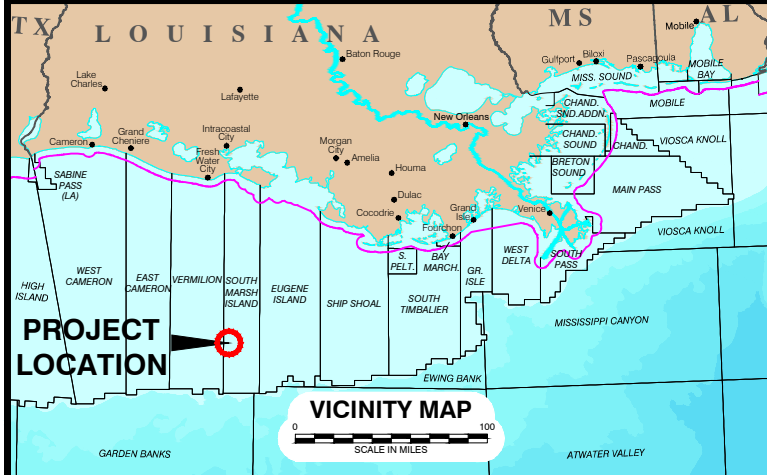 TX
LOUISIANA
MS
AL
Mobile
Baton Rouge
Gulfport
Biloxi
Pascagoula
MISS. SOUND
MOBILE
BAY
Lake
Charles
Lafayette
New Orleans
CHAND.
SND.ADDN.
MOBILE
Cameron
Grand
Cheniere
Intracoastal
City
Fresh
Water
City
Morgan
City
Amelia
Houma
CHAND.
SOUND
CHAND.
VIOSCA KNOLL
BRETON
SOUND
MAIN PASS
SABINE
PASS
(LA)
Dulac
Cocodrie
Grand
Isle
Fourchon
Venice
VIOSCA KNOLL
HIGH
ISLAND
WEST
CAMERON
EAST
CAMERON
VERMILION
SOUTH
MARSH
ISLAND
EUGENE
ISLAND
SHIP SHOAL
S.
PELT.
BAY
MARCH.
SOUTH
TIMBALIER
GR.
ISLE
WEST
DELTA
SOUTH
PASS
MISSISSIPPI CANYON
PROJECT
LOCATION
EWING BANK
VICINITY MAP
0 100
SCALE IN MILES
GARDEN BANKS
ATWATER VALLEY